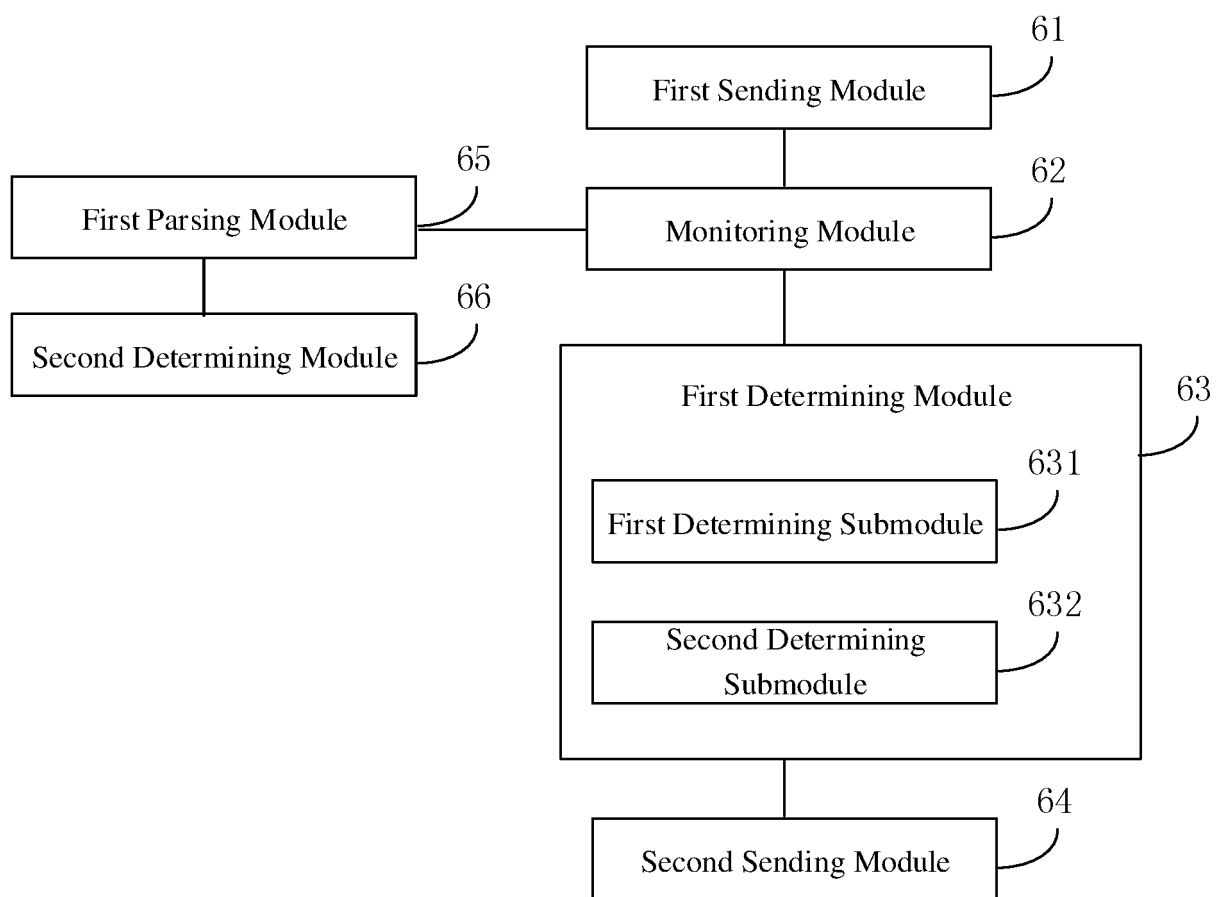 61
First Sending Module
65
62
First Parsing Module
Monitoring Module
66
Second Determining Module
First Determining Module
63
631
First Determining Submodule
632
Second Determining
Submodule
64
Second Sending Module